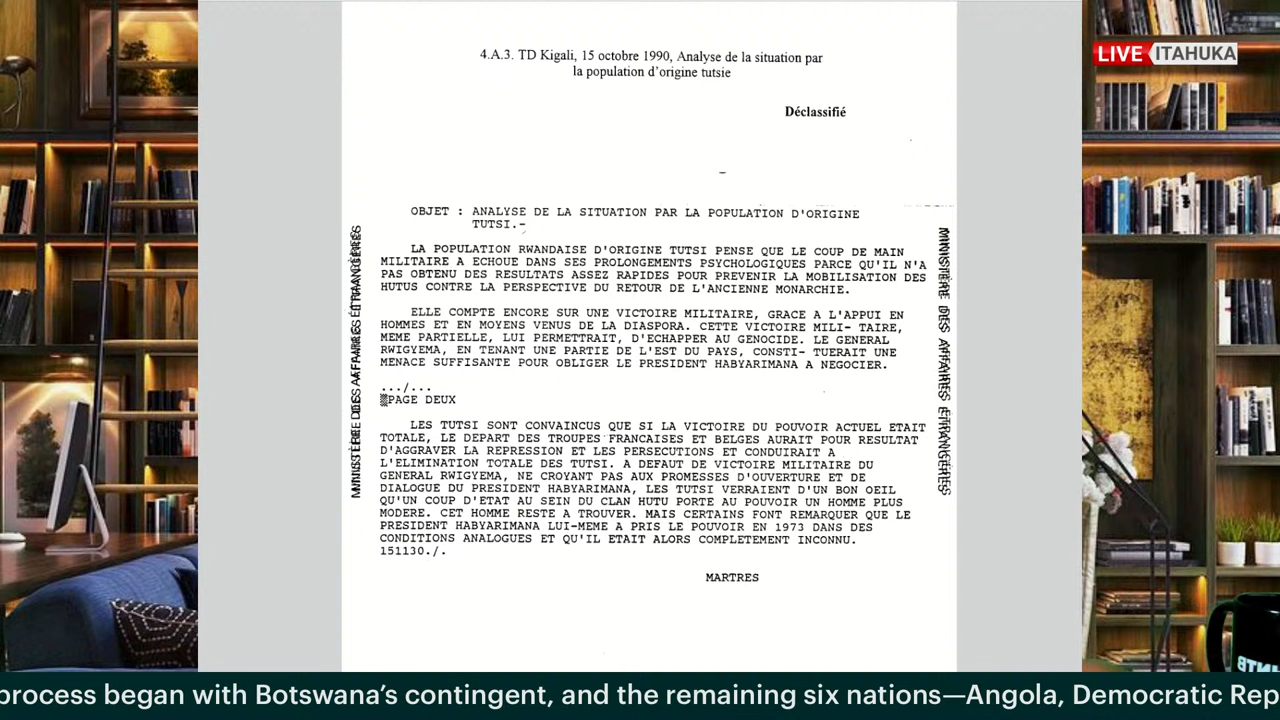 4.A.3. TD Kigali, 15 octobre 1990, Analyse de la situation par
la population d'origine tutsie
LIVE ITAHUKA
Déclassifié
OBJET : ANALYSE DE LA SITUATION PAR LA POPULATION D'ORIGINE
TUTSI.-
LA POPULATION RWANDAISE D'ORIGINE TUTSI PENSE QUE LE COUP DE MAIN
MILITAIRE A ECHOUE DANS SES PROLONGEMENTS PSYCHOLOGIQUES PARCE QU'IL N'A
PAS OBTENU DES RESULTATS ASSEZ RAPIDES POUR PREVENIR LA MOBILISATION DES
HUTUS CONTRE LA PERSPECTIVE DU RETOUR DE L'ANCIENNE MONARCHIE.
ELLE COMPTE ENCORE SUR UNE VICTOIRE MILITAIRE, GRACE A L'APPUI EN
HOMMES ET EN MOYENS VENUS DE LA DIASPORA. CETTE VICTOIRE MILI- TAIRE,
MEME PARTIELLE, LUI PERMETTRAIT, D'ECHAPPER AU GENOCIDE. LE GENERAL
RWIGYEMA, EN TENANT UNE PARTIE DE L'EST DU PAYS, CONSTI- TUERAIT UNE
MENACE SUFFISANTE POUR OBLIGER LE PRESIDENT HABYARIMANA A NEGOCIER.
.../...
PAGE DEUX
LES TUTSI SONT CONVAINCUS QUE SI LA VICTOIRE DU POUVOIR ACTUEL ETAIT
TOTALE, LE DEPART DES TROUPES FRANCAISES ET BELGES AURAIT POUR RESULTAT
D'AGGRAVER LA REPRESSION ET LES PERSECUTIONS ET CONDUIRAIT A
L'ELIMINATION TOTALE DES TUTSI. A DEFAUT DE VICTOIRE MILITAIRE DU
GENERAL RWIGYEMA, NE CROYANT PAS AUX PROMESSES D'OUVERTURE ET DE
DIALOGUE DU PRESIDENT HABYARIMANA, LES TUTSI VERRAIENT D'UN BON OEIL
QU'UN COUP D'ETAT AU SEIN DU CLAN HUTU PORTE AU POUVOIR UN HOMME PLUS
MODERE. CET HOMME RESTE A TROUVER. MAIS CERTAINS FONT REMARQUER QUE LE
PRESIDENT HABYARIMANA LUI-MEME A PRIS LE POUVOIR EN 1973 DANS DES
CONDITIONS ANALOGUES ET QU'IL ETAIT ALORS COMPLETEMENT INCONNU.
151130./.
MARTRES
MINISTÈRE DES AFFAIRES ÉTRANGÈRES
MINISTÈRE DES AFFAIRES ÉTRANGÈRES
process began with Botswana's contingent, and the remaining six nations—Angola, Democratic Rep